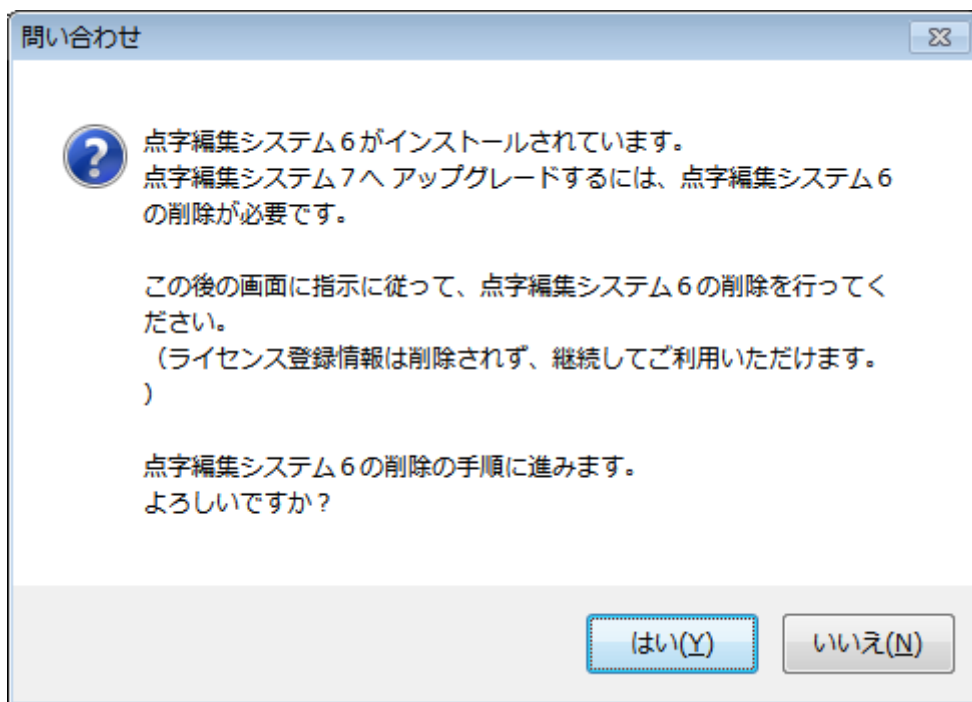 問い合わせ
点字編集システム６がインストールされています。
点字編集システム７へ アップグレードするには、点字編集システム６
の削除が必要です。
この後の画面に指示に従って、点字編集システム６の削除を行ってく
ださい。
（ライセンス登録情報は削除されず、継続してご利用いただけます。
）
点字編集システム６の削除の手順に進みます。
よろしいですか？
はい(Y)
いいえ(N)